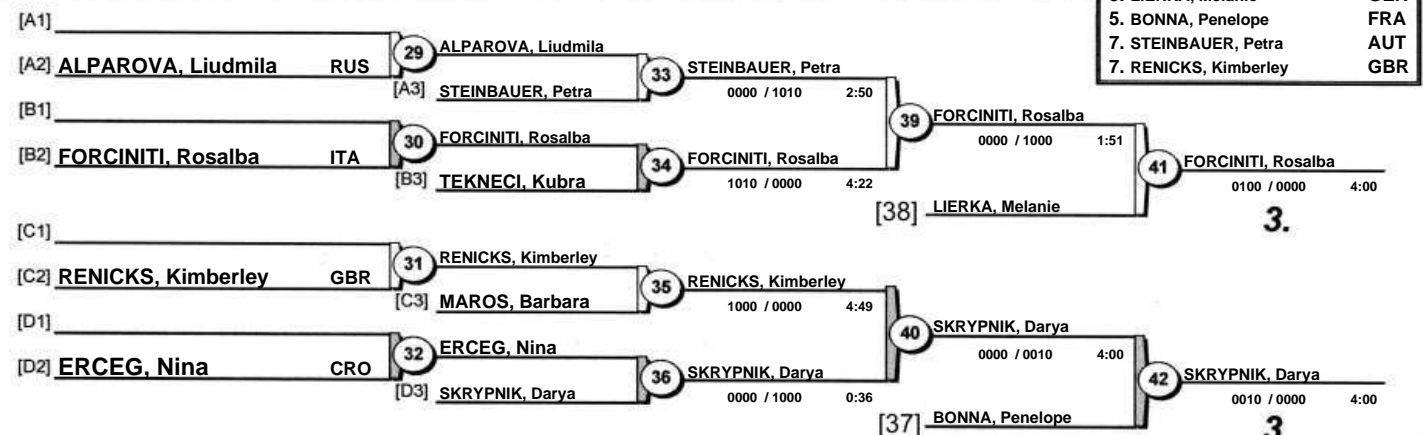 5. BONNA, Penelope FRA
7. STEINBAUER, Petra AUT
7. RENICKS, Kimberley GBR
[A1]
[A2] ALPAROVA, Liudmila RUS
29
ALPAROVA, Liudmila
[A3] STEINBAUER, Petra
33
STEINBAUER, Petra
0000 / 1010 2:50
[B1]
[B2] FORCINITI, Rosalba ITA
30
FORCINITI, Rosalba
[B3] TEKNECI, Kubra
34
FORCINITI, Rosalba
1010 / 0000 4:22
39
FORCINITI, Rosalba
0000 / 1000 1:51
[38] LIERKA, Melanie
41
FORCINITI, Rosalba
0100 / 0000 4:00
3.
[C1]
[C2] RENICKS, Kimberley GBR
31
RENICKS, Kimberley
[C3] MAROS, Barbara
35
RENICKS, Kimberley
1000 / 0000 4:49
[D1]
[D2] ERCEG, Nina CRO
32
ERCEG, Nina
[D3] SKRYPNIK, Darya
36
SKRYPNIK, Darya
0000 / 1000 0:36
40
SKRYPNIK, Darya
0000 / 0010 4:00
[37] BONNA, Penelope
42
SKRYPNIK, Darya
0010 / 0000 4:00
3